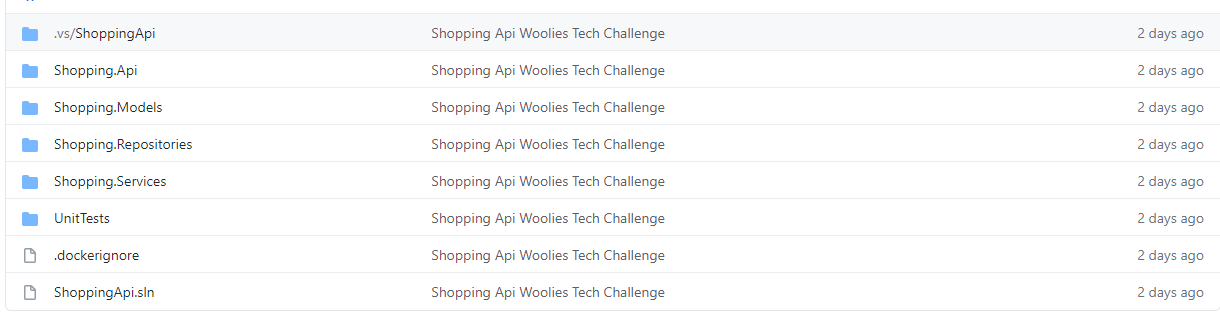 .vs/ShoppingApi Shopping Api Woolies Tech Challenge 2 days ago
Shopping.Api Shopping Api Woolies Tech Challenge 2 days ago
Shopping.Models Shopping Api Woolies Tech Challenge 2 days ago
Shopping.Repositories Shopping Api Woolies Tech Challenge 2 days ago
Shopping.Services Shopping Api Woolies Tech Challenge 2 days ago
UnitTests Shopping Api Woolies Tech Challenge 2 days ago
.dockerignore Shopping Api Woolies Tech Challenge 2 days ago
ShoppingApi.sln Shopping Api Woolies Tech Challenge 2 days ago